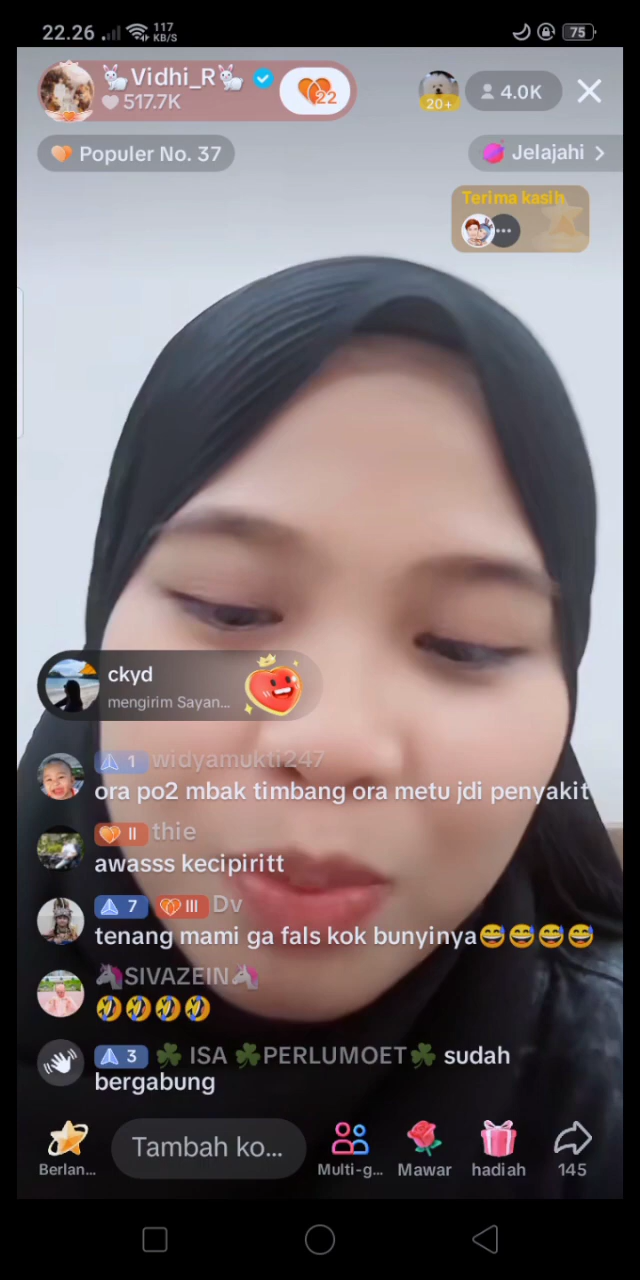 22.26
117
KB/S
75
🐇Vidhi_R🐇
517.7K
22
20+
4.0K
Populer No. 37
Jelajahi
Terima kasih
ckyd
mengirim Sayan...
1 widyamukti247
ora po2 mbak timbang ora metu jdi penyakit
II thie
awasss kecipiritt
7 III Dv
tenang mami ga fals kok bunyinya😅😅😅😅
🦄SIVAZEIN🦄
🤣🤣🤣🤣
3 ☘️ ISA ☘️PERLUMOET☘️ sudah
bergabung
Berlan...
Tambah ko...
Multi-g...
Mawar
hadiah
145